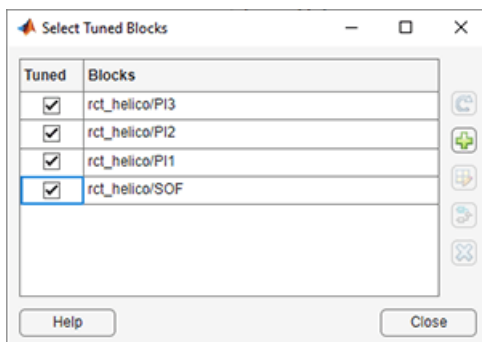 Select Tuned Blocks
Tuned Blocks
rct_helico/PI3
rct_helico/PI2
rct_helico/PI1
rct_helico/SOF
Help Close